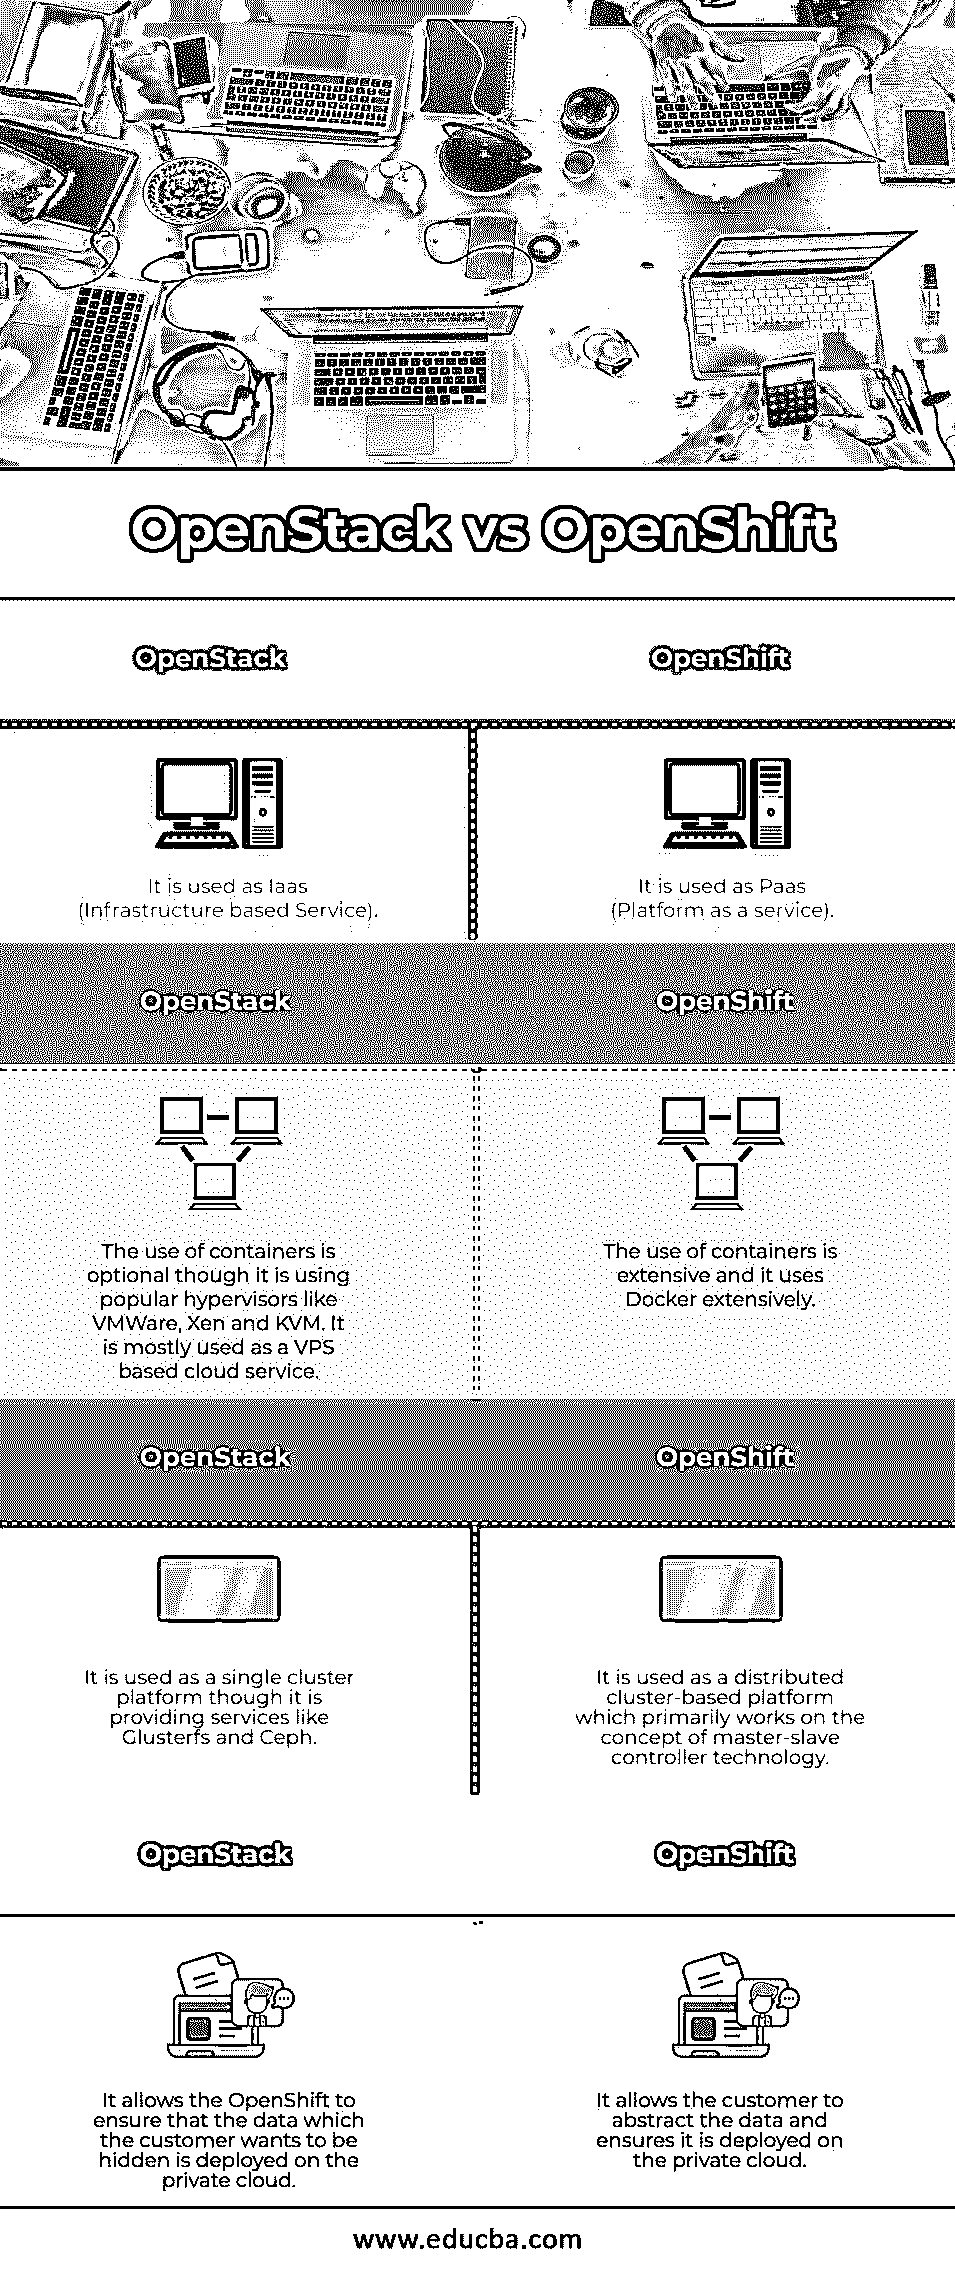 OpenStack vs OpenShift
OpenStack
OpenShift
It is used as Iaas
(Infrastructure based Service).
It is used as Paas
(Platform as a service).
OpenStack
OpenShift
The use of containers is
optional though it is using
popular hypervisors like
VMWare, Xen and KVM. It
is mostly used as a VPS
based cloud service.
The use of containers is
extensive and it uses
Docker extensively.
OpenStack
OpenShift
It is used as a single cluster
platform though it is
providing services like
Glusterfs and Ceph.
It is used as a distributed
cluster-based platform
which primarily works on the
concept of master-slave
controller technology.
OpenStack
OpenShift
It allows the OpenShift to
ensure that the data which
the customer wants to be
hidden is deployed on the
private cloud.
It allows the customer to
abstract the data and
ensures it is deployed on
the private cloud.
www.educba.com